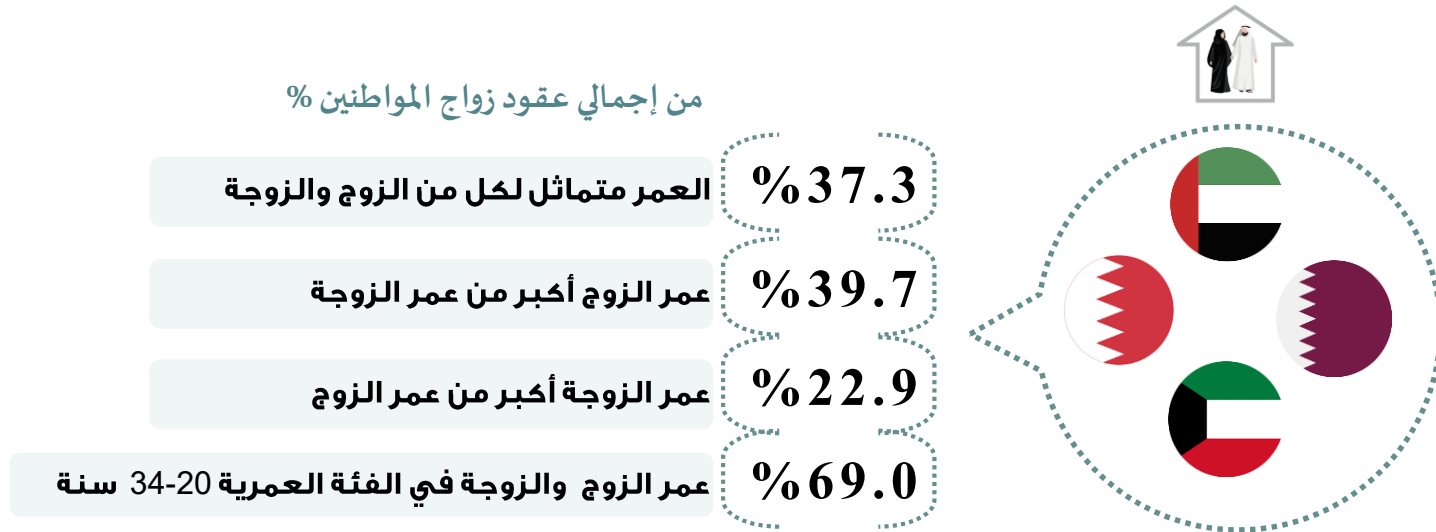 من إجمالي عقود زواج المواطنين %
%37.3 العمر متماثل لكل من الزوج والزوجة
%39.7 عمر الزوج أكبر من عمر الزوجة
%22.9 عمر الزوجة أكبر من عمر الزوج
%69.0 عمر الزوج والزوجة في الفئة العمرية 20-34 سنة